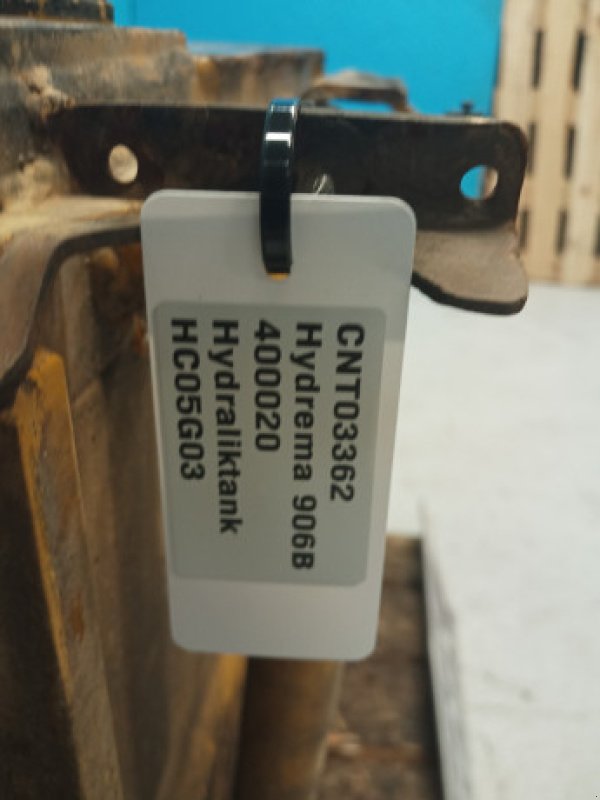 CNT03362
Hydrema 906B
400020
Hydraliktank
HC05G03